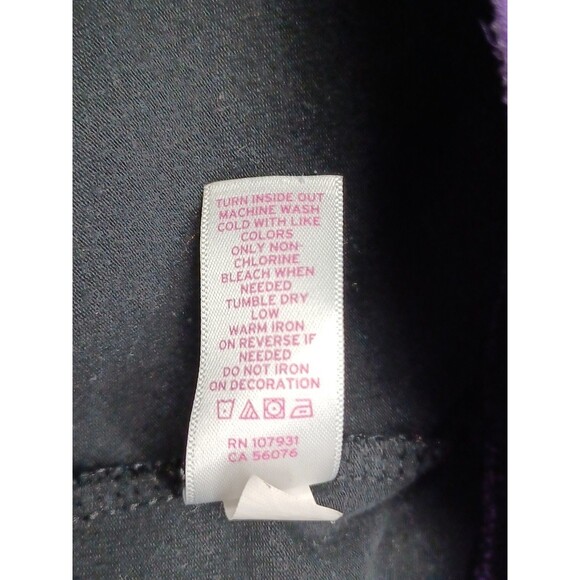 TURN INSIDE OUT
MACHINE WASH
COLD WITH LIKE
COLORS
ONLY NON-
CHLORINE
BLEACH WHEN
NEEDED
TUMBLE DRY
LOW
WARM IRON
ON REVERSE IF
NEEDED
DO NOT IRON
ON DECORATION
RN 107931
CA 56076